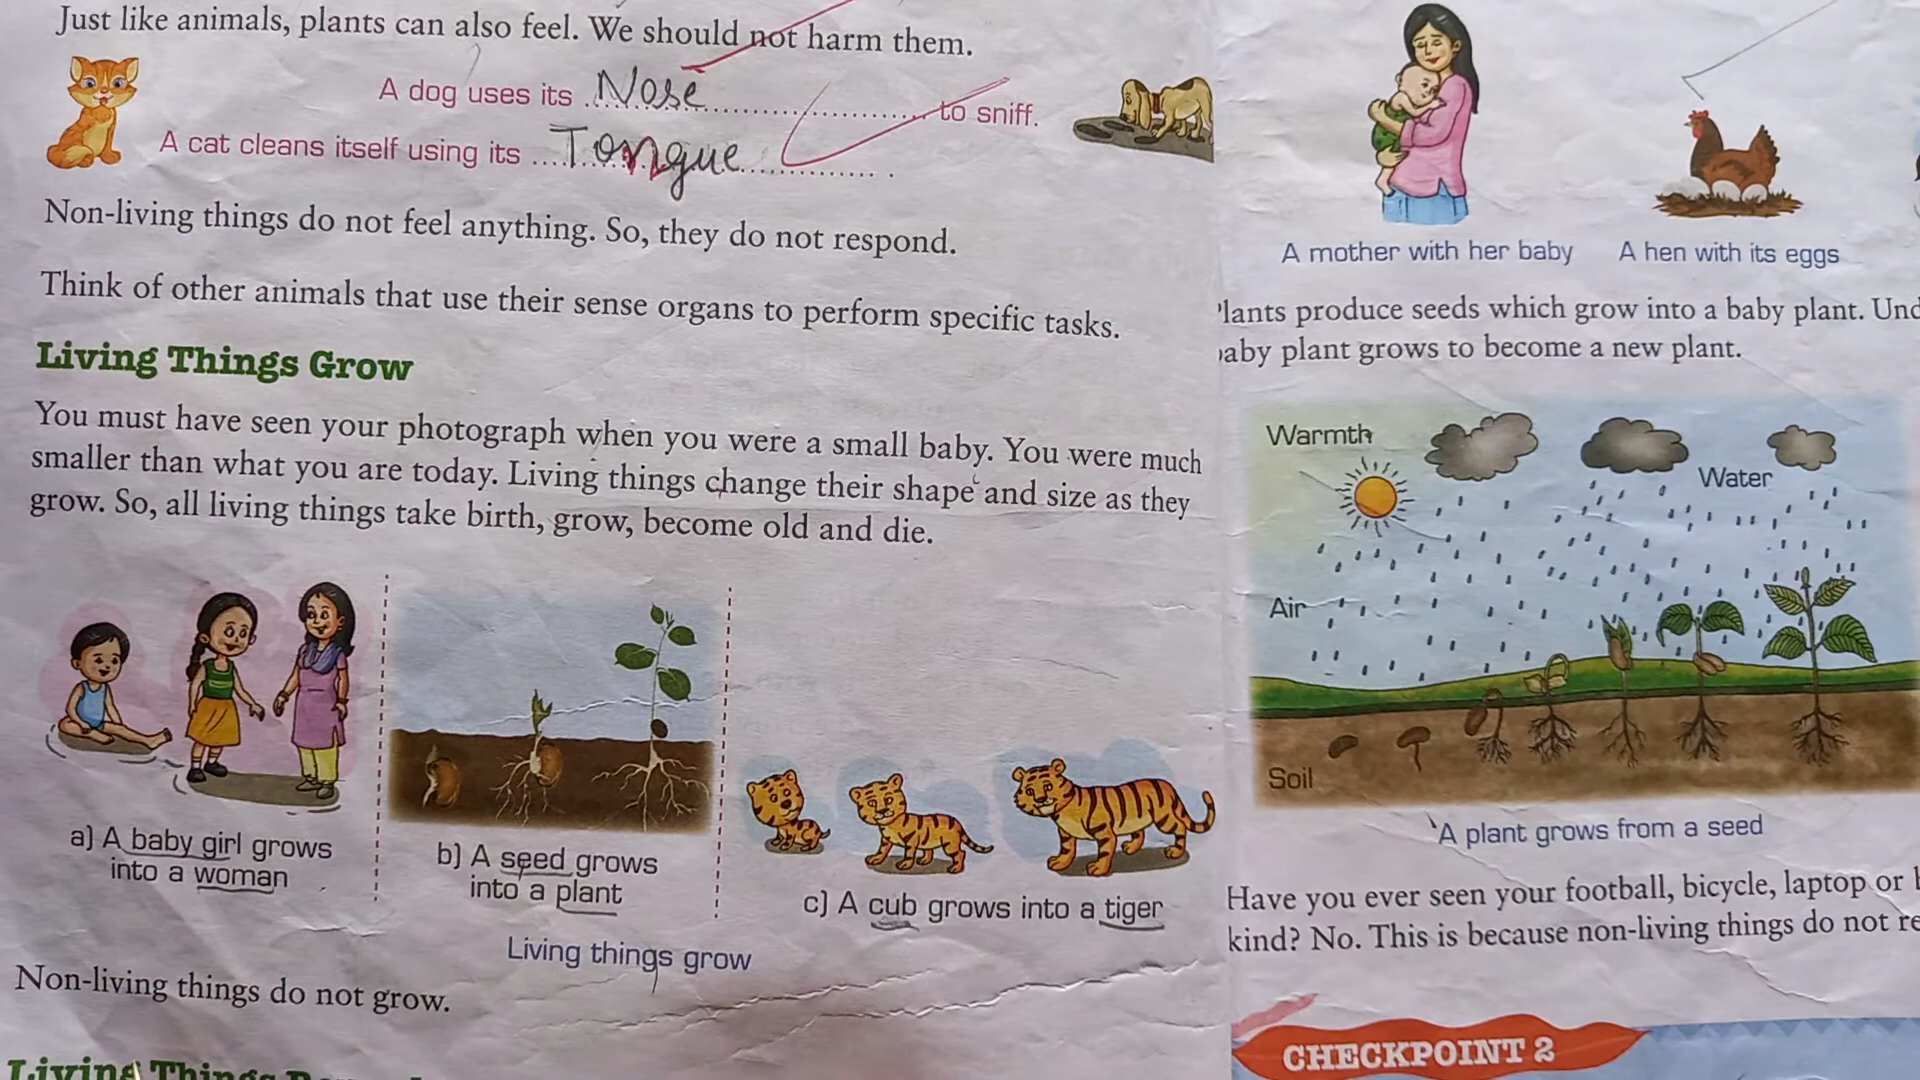 Just like animals, plants can also feel. We should not harm them.
A dog uses its Nose to sniff.
A cat cleans itself using its Tongue.
Non-living things do not feel anything. So, they do not respond.
Think of other animals that use their sense organs to perform specific tasks.
Living Things Grow
You must have seen your photograph when you were a small baby. You were much
smaller than what you are today. Living things change their shape and size as they
grow. So, all living things take birth, grow, become old and die.
a) A baby girl grows
into a woman
b) A seed grows
into a plant
c) A cub grows into a tiger
Living things grow
Non-living things do not grow.
Living Things
A mother with her baby
A hen with its eggs
lants produce seeds which grow into a baby plant.
aby plant grows to become a new plant.
Warmth
Water
Air
Soil
A plant grows from a seed
Have you ever seen your football, bicycle, laptop or
kind? No. This is because non-living things do not
CHECKPOINT 2